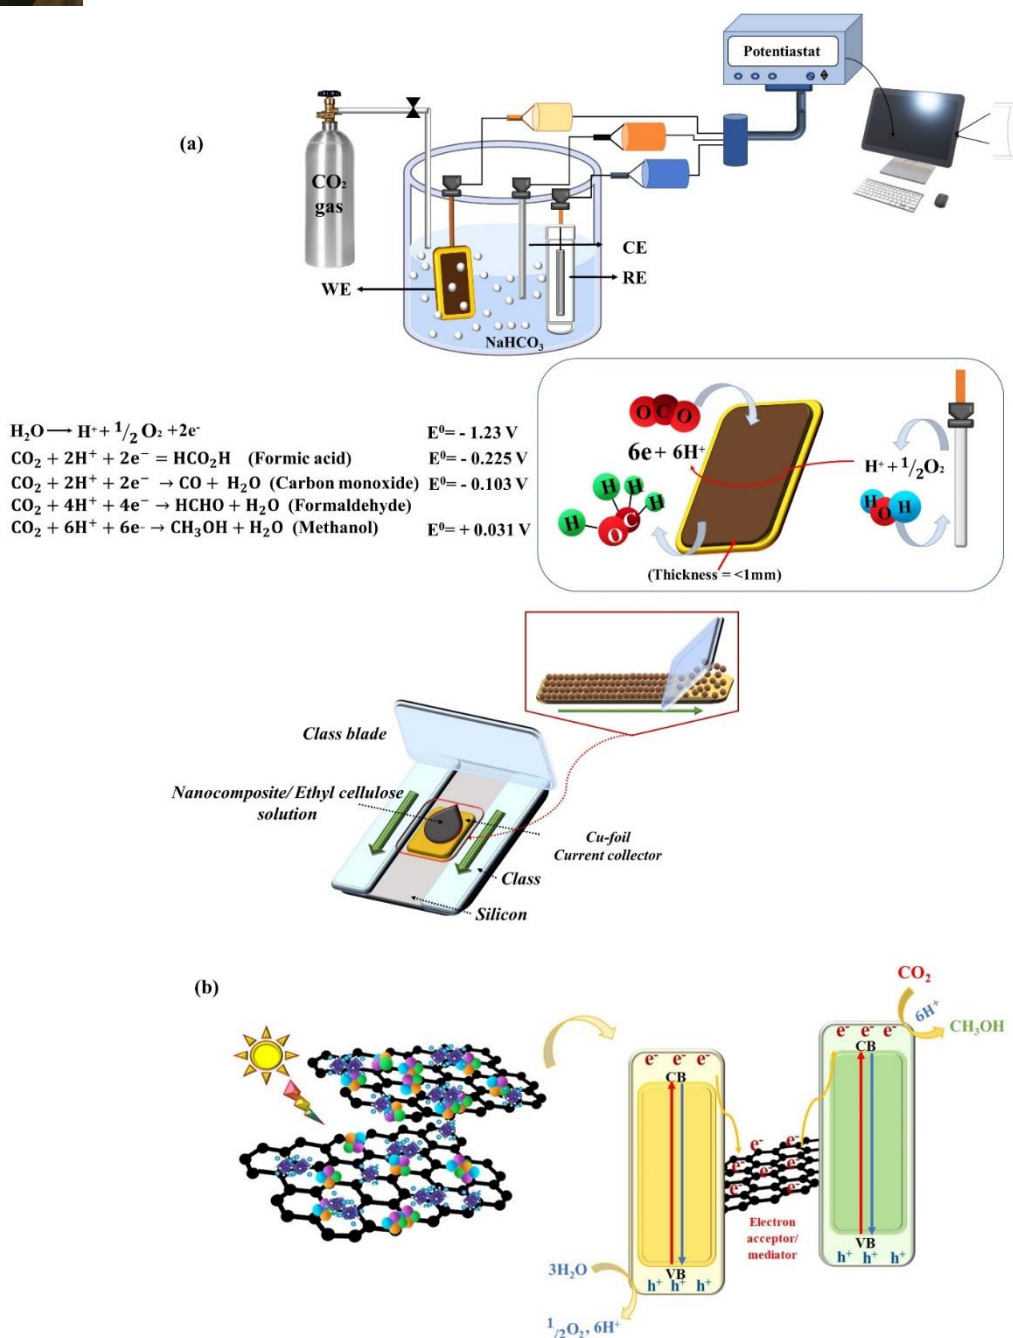 (a)
Potentiastat
CO₂
gas
WE
CE
RE
NaHCO₃
H₂O ⟶ H⁺ + ¹/₂ O₂ +2e⁻ E⁰= - 1.23 V
CO₂ + 2H⁺ + 2e⁻ = HCO₂H (Formic acid) E⁰= - 0.225 V
CO₂ + 2H⁺ + 2e⁻ → CO + H₂O (Carbon monoxide) E⁰= - 0.103 V
CO₂ + 4H⁺ + 4e⁻ → HCHO + H₂O (Formaldehyde)
CO₂ + 6H⁺ + 6e⁻ → CH₃OH + H₂O (Methanol) E⁰= + 0.031 V
O C O
6e + 6H⁺
H
H
H
H
C
O
H⁺ + ¹/₂O₂
H O H
(Thickness = <1mm)
Class blade
Nanocomposite/ Ethyl cellulose
solution
Cu-foil
Current collector
Class
Silicon
(b)
CO₂
6H⁺
CH₃OH
e⁻ e⁻ e⁻
CB
e⁻ e⁻ e⁻
CB
e⁻ e⁻
e⁻ e⁻
e⁻ e⁻
Electron
acceptor/
mediator
VB
h⁺ h⁺ h⁺
3H₂O
VB
h⁺ h⁺ h⁺
¹/₂O₂, 6H⁺